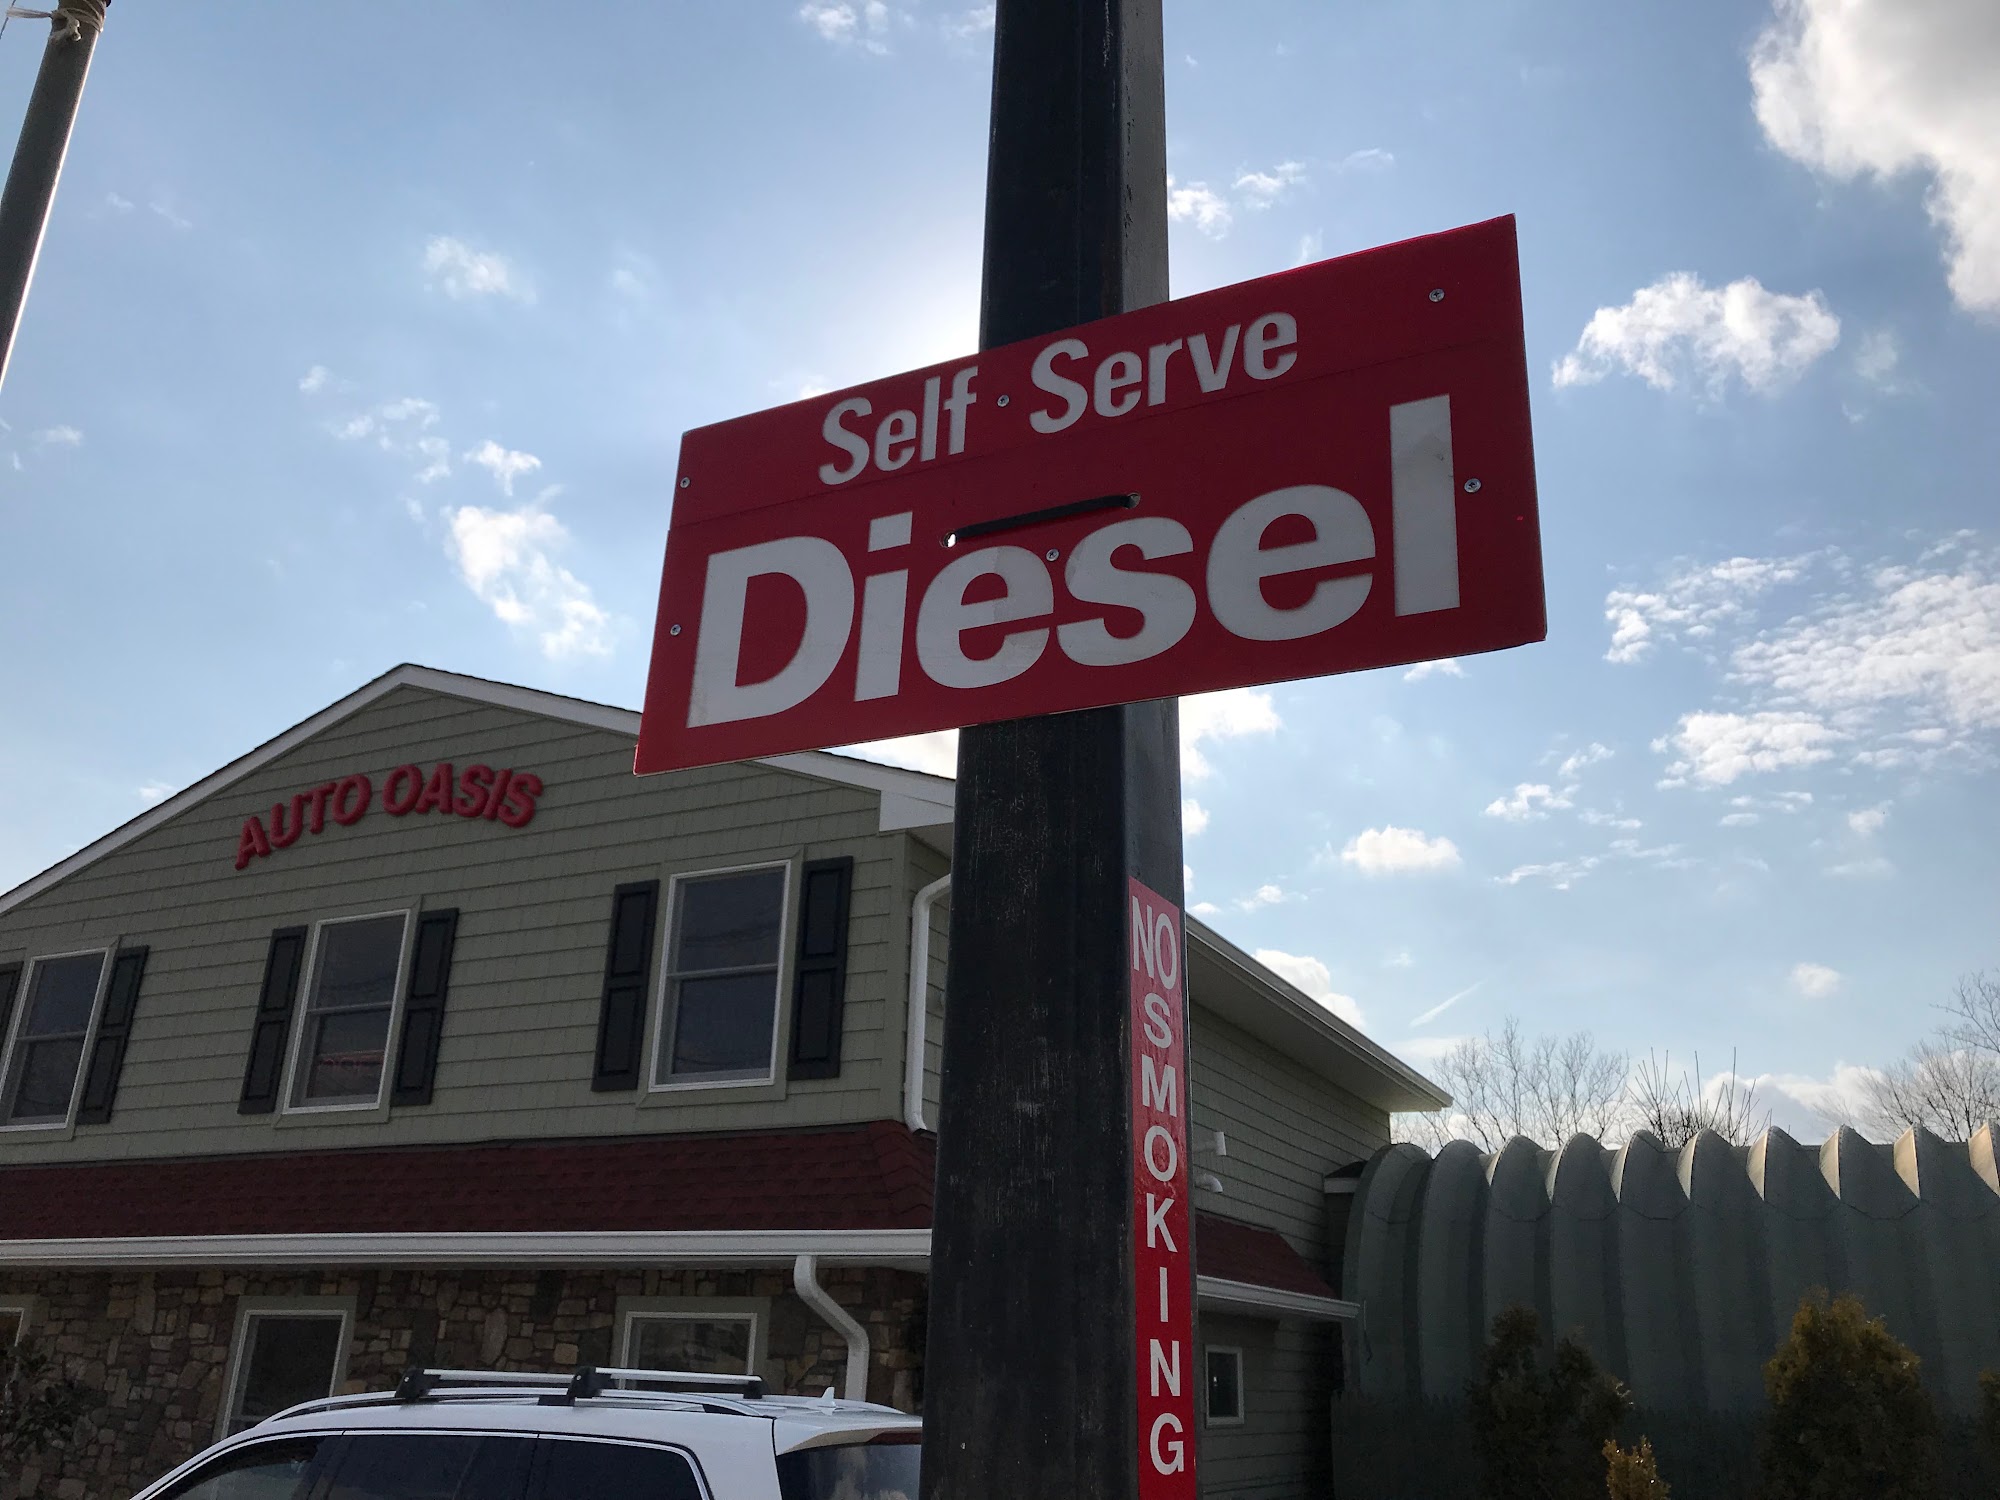 Self Serve
Diesel
AUTO OASIS
NO
SMOKING